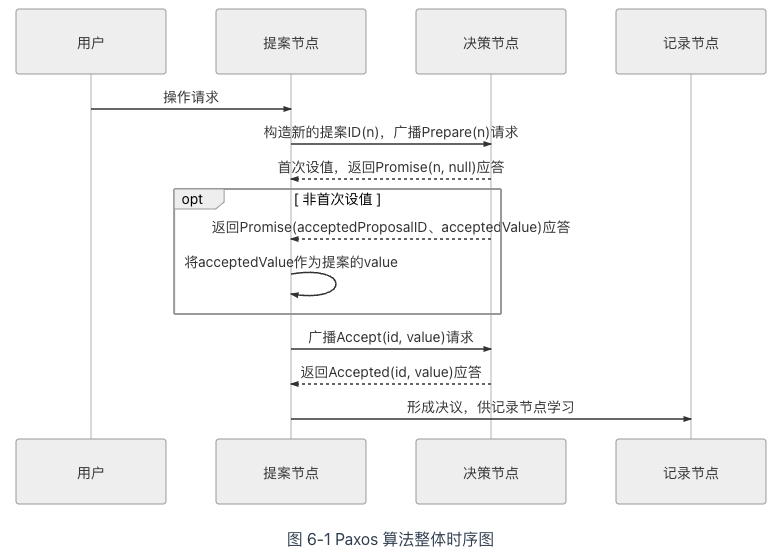 用户
提案节点
决策节点
记录节点
操作请求
构造新的提案ID(n)，广播Prepare(n)请求
首次设值，返回Promise(n, null)应答
opt
[ 非首次设值 ]
返回Promise(acceptedProposalID、acceptedValue)应答
将acceptedValue作为提案的value
广播Accept(id, value)请求
返回Accepted(id, value)应答
形成决议，供记录节点学习
用户
提案节点
决策节点
记录节点
图 6-1 Paxos 算法整体时序图